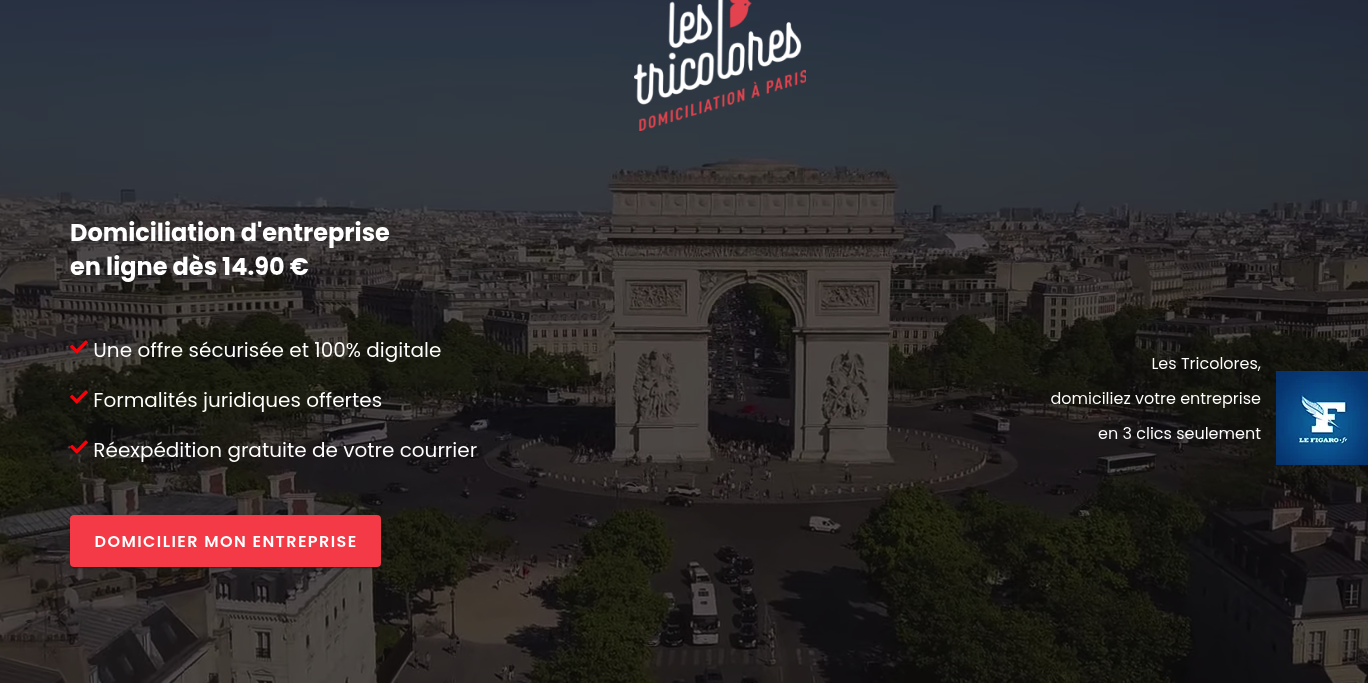 les
tricolores
DOMICILIATION À PARIS
Domiciliation d'entreprise
en ligne dès 14.90 €
Une offre sécurisée et 100% digitale
Formalités juridiques offertes
Réexpédition gratuite de votre courrier
DOMICILIER MON ENTREPRISE
Les Tricolores,
domiciliez votre entreprise
en 3 clics seulement
F
LE FIGARO·fr